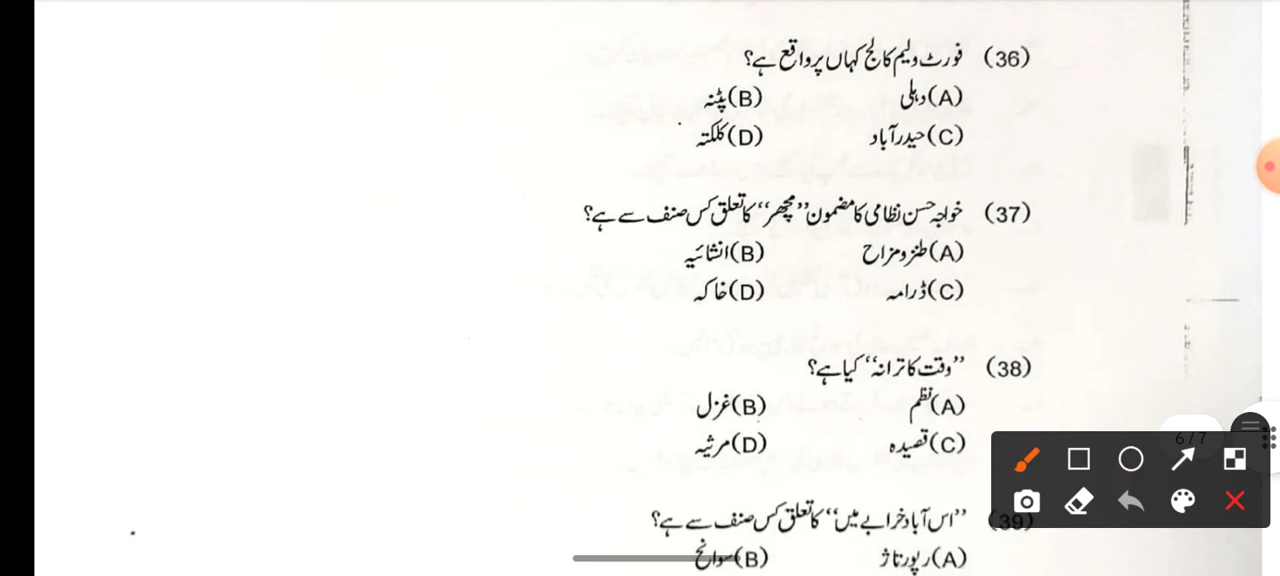 (36) فورٹ ولیم کالج کہاں پر واقع ہے؟
(A) دہلی (B) پٹنہ
(C) حیدرآباد (D) کلکتہ
(37) خواجہ حسن نظامی کا مضمون ”مچھر“ کا تعلق کس صنف سے ہے؟
(A) طنز و مزاح (B) انشائیہ
(C) ڈرامہ (D) خاکہ
(38) ”وقت کا ترانہ“ کیا ہے؟
(A) نظم (B) غزل
(C) قصیدہ (D) مرثیہ
6/7
(39) ”اس آباد خرابے میں“ کا تعلق کس صنف سے ہے؟
(A) رپورتاژ (B) سوانح